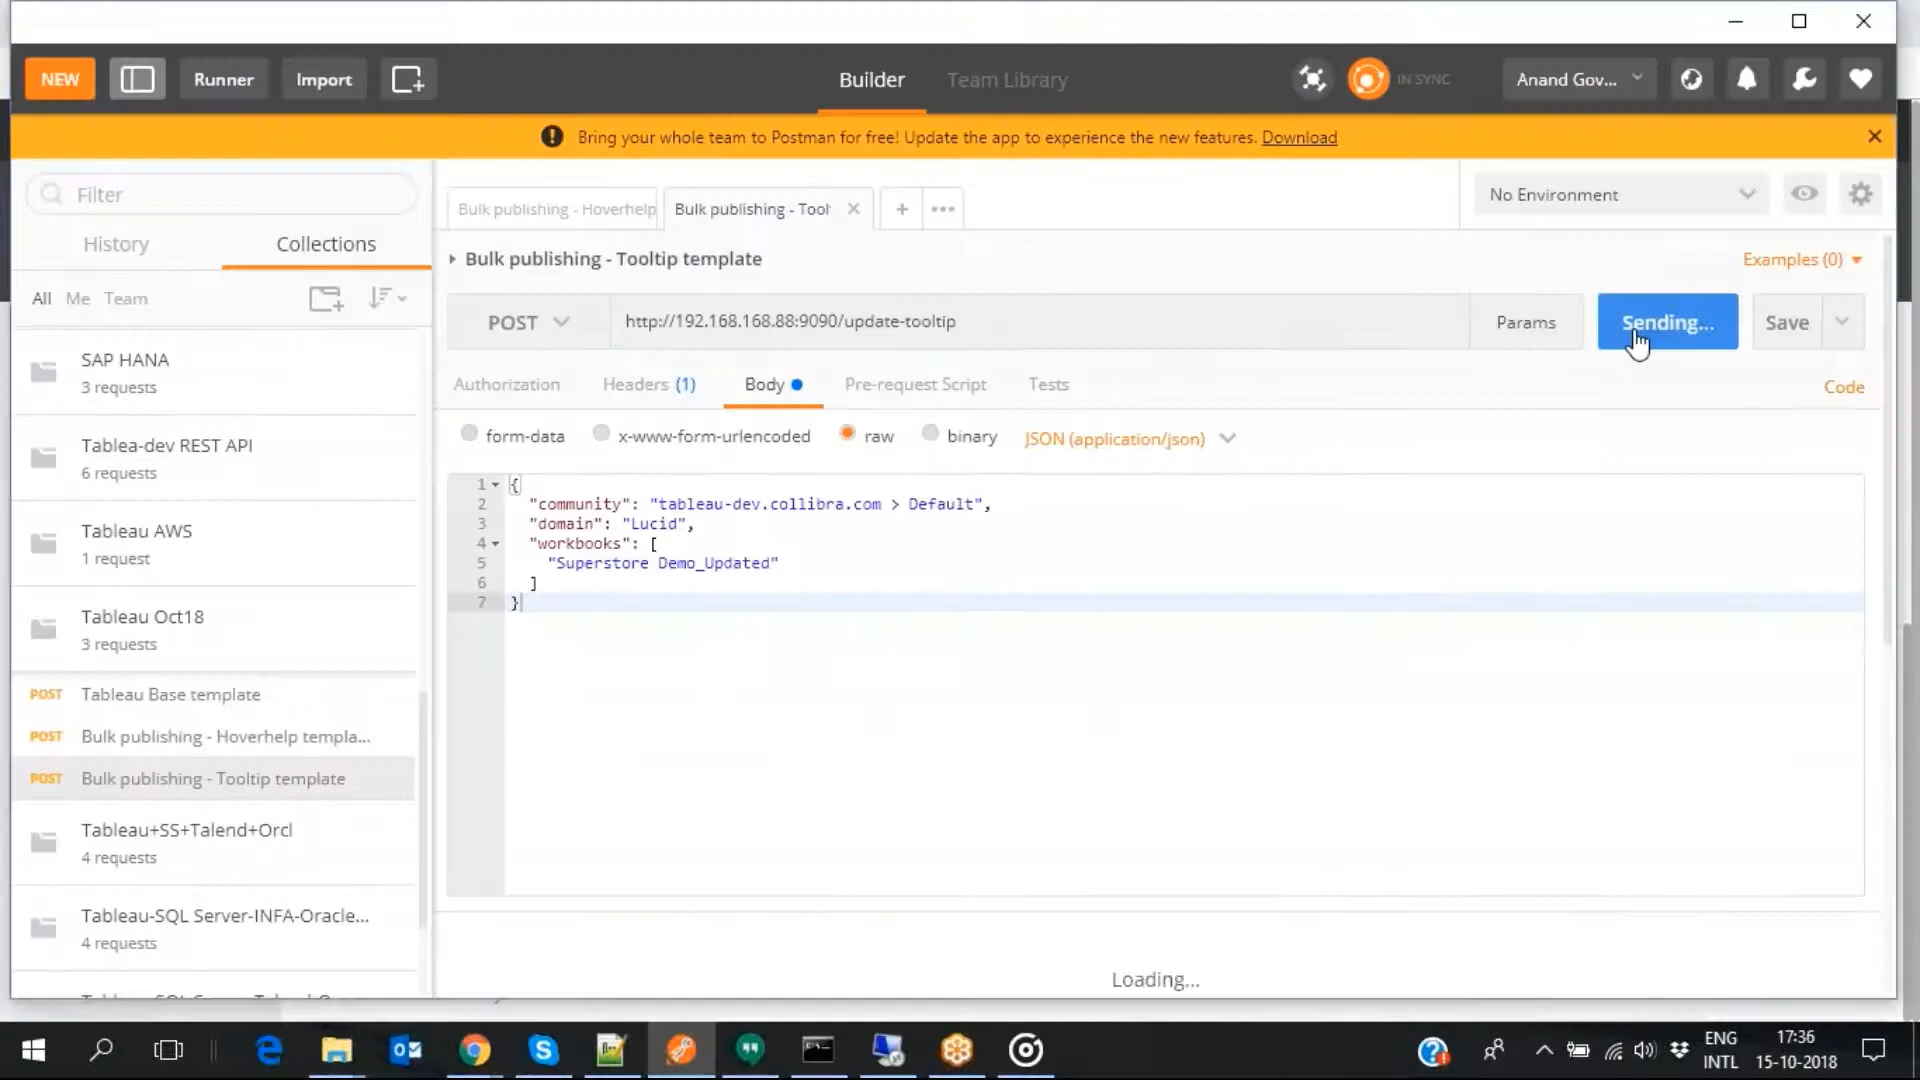 NEW
Runner
Import
Builder
Team Library
IN SYNC
Anand Gov...
Bring your whole team to Postman for free! Update the app to experience the new features. Download
Filter
History
Collections
All Me Team
SAP HANA
3 requests
Tablea-dev REST API
6 requests
Tableau AWS
1 request
Tableau Oct18
3 requests
POST Tableau Base template
POST Bulk publishing - Hoverhelp templa...
POST Bulk publishing - Tooltip template
Tableau+SS+Talend+Orcl
4 requests
Tableau-SQL Server-INFA-Oracle...
4 requests
Bulk publishing - Hoverhelp
Bulk publishing - Tool
No Environment
Bulk publishing - Tooltip template
Examples (0)
POST
http://192.168.168.88:9090/update-tooltip
Params
Sending...
Save
Authorization
Headers (1)
Body
Pre-request Script
Tests
Code
form-data
x-www-form-urlencoded
raw
binary
JSON (application/json)
1 {
2 "community": "tableau-dev.collibra.com > Default",
3 "domain": "Lucid",
4 "workbooks": [
5 "Superstore Demo_Updated"
6 ]
7 }
Loading...
ENG
INTL
17:36
15-10-2018